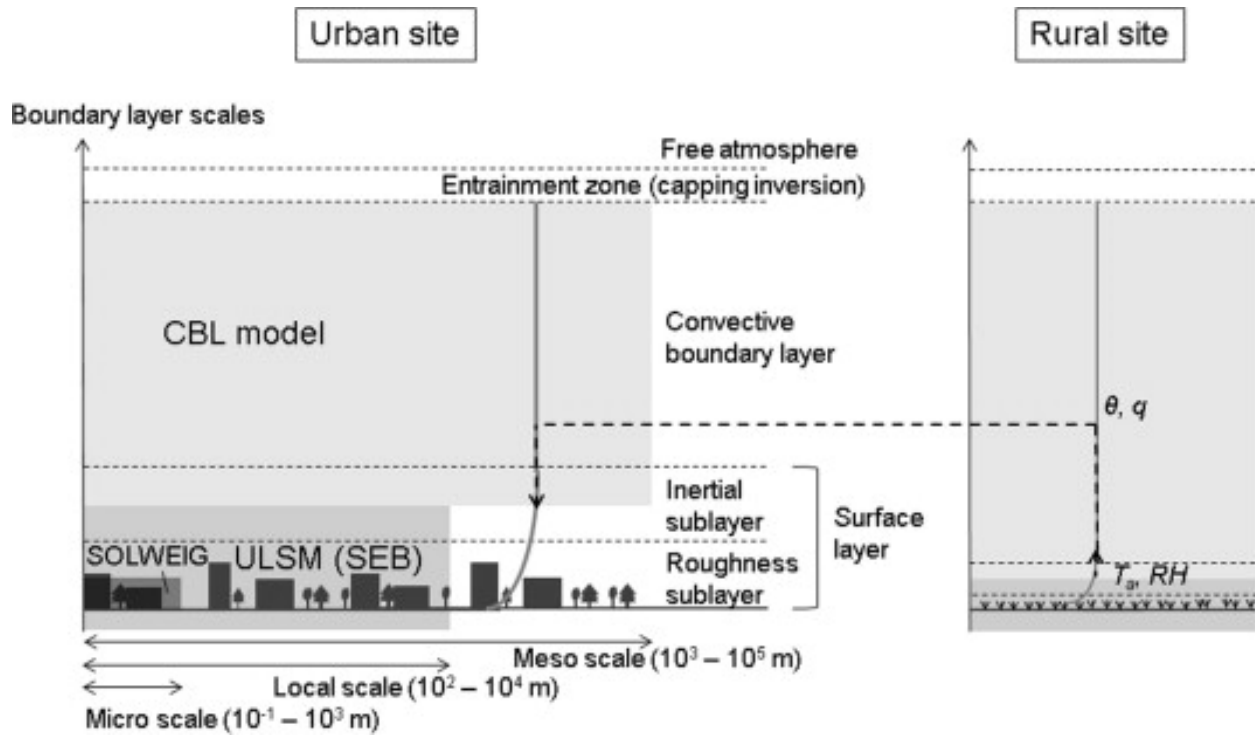 Urban site
Rural site
Boundary layer scales
Free atmosphere
Entrainment zone (capping inversion)
CBL model
Convective
boundary layer
θ, q
Inertial
sublayer
Surface
layer
SOLWEIG
ULSM (SEB)
Roughness
sublayer
Tₐ, RH
Meso scale (10³ – 10⁵ m)
Local scale (10² – 10⁴ m)
Micro scale (10⁻¹ – 10³ m)